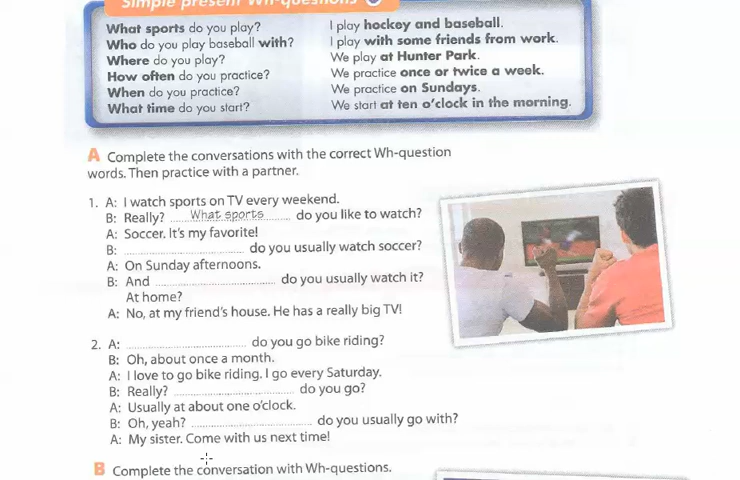 Simple present Wh-questions
What sports do you play? I play hockey and baseball.
Who do you play baseball with? I play with some friends from work.
Where do you play? We play at Hunter Park.
How often do you practice? We practice once or twice a week.
When do you practice? We practice on Sundays.
What time do you start? We start at ten o'clock in the morning.
A Complete the conversations with the correct Wh-question
words. Then practice with a partner.
1. A: I watch sports on TV every weekend.
B: Really? What sports do you like to watch?
A: Soccer. It's my favorite!
B: do you usually watch soccer?
A: On Sunday afternoons.
B: And do you usually watch it?
At home?
A: No, at my friend's house. He has a really big TV!
2. A: do you go bike riding?
B: Oh, about once a month.
A: I love to go bike riding. I go every Saturday.
B: Really? do you go?
A: Usually at about one o'clock.
B: Oh, yeah? do you usually go with?
A: My sister. Come with us next time!
B Complete the conversation with Wh-questions.